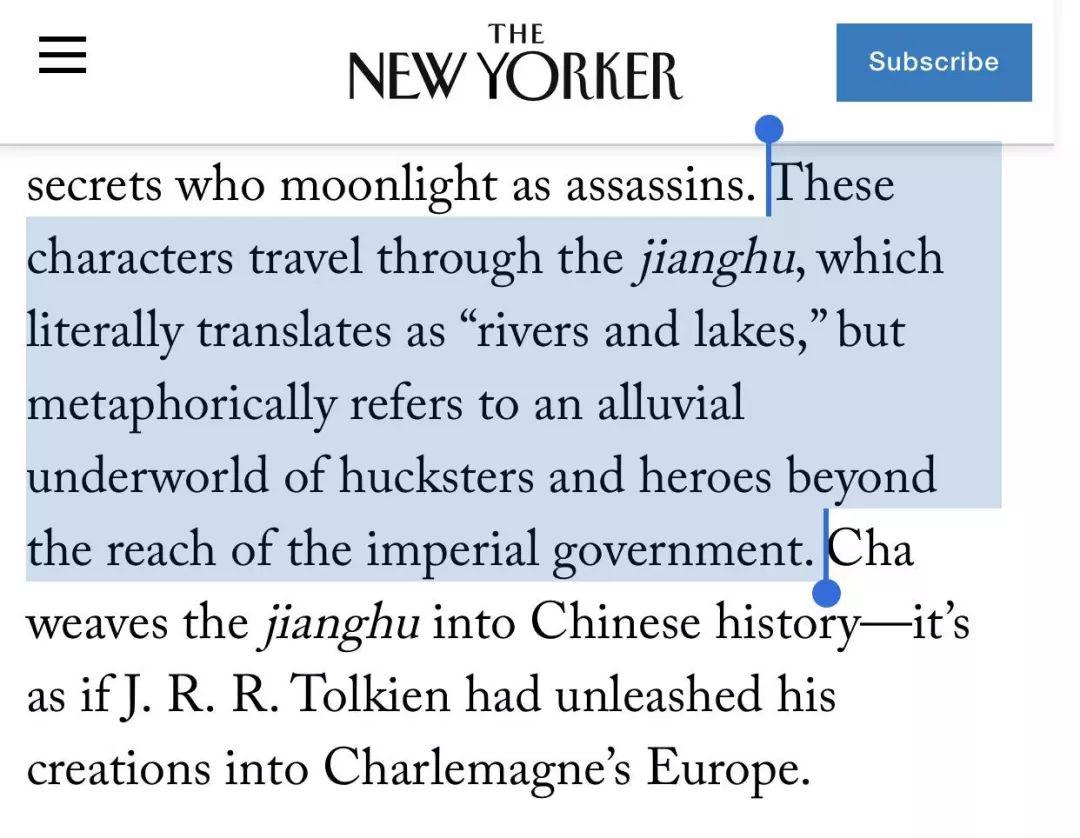 THE
NEW YORKER
Subscribe
secrets who moonlight as assassins. These
characters travel through the jianghu, which
literally translates as “rivers and lakes,” but
metaphorically refers to an alluvial
underworld of hucksters and heroes beyond
the reach of the imperial government. Cha
weaves the jianghu into Chinese history—it’s
as if J. R. R. Tolkien had unleashed his
creations into Charlemagne’s Europe.